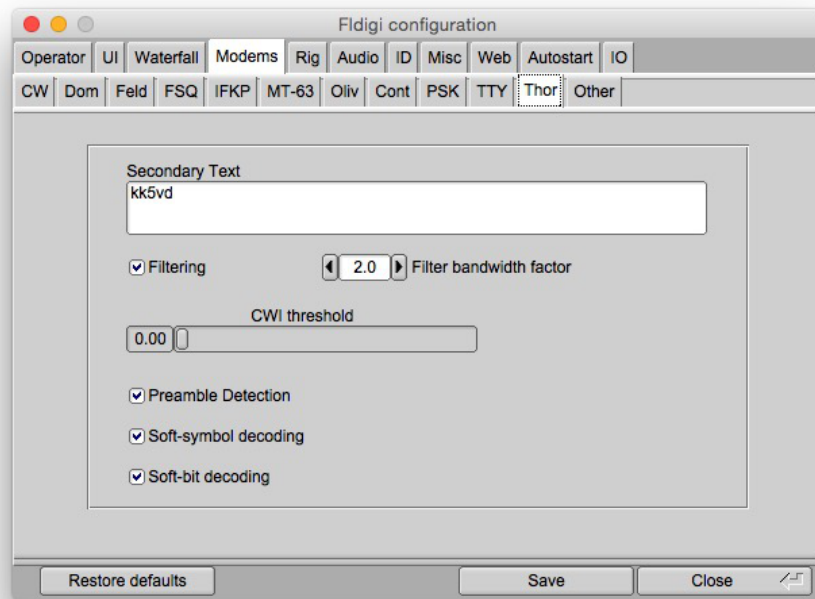 Fldigi configuration
Operator UI Waterfall Modems Rig Audio ID Misc Web Autostart IO
CW Dom Feld FSQ IFKP MT-63 Oliv Cont PSK TTY Thor Other
Secondary Text
kk5vd
Filtering 2.0 Filter bandwidth factor
CWI threshold
0.00
Preamble Detection
Soft-symbol decoding
Soft-bit decoding
Restore defaults Save Close